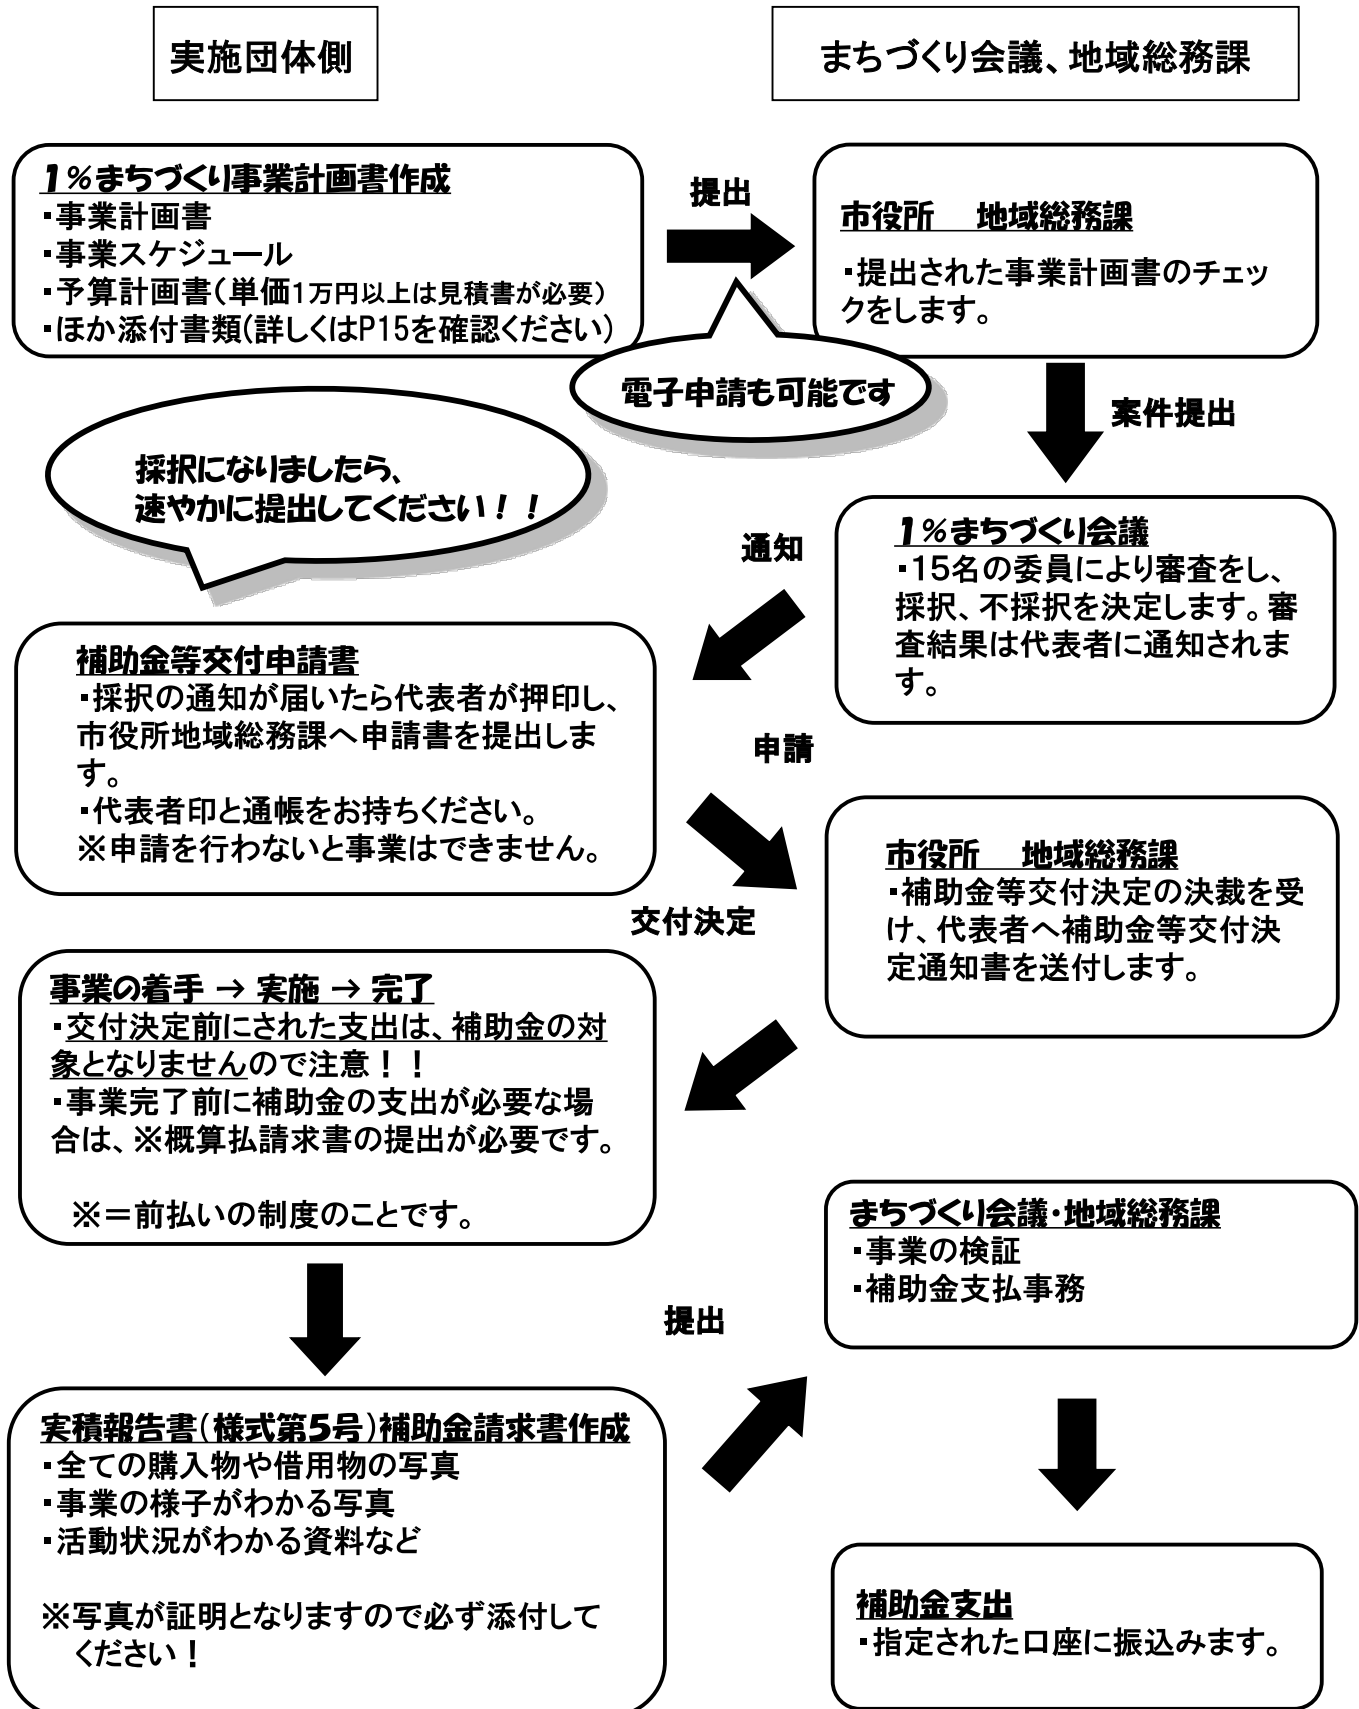 実施団体側
まちづくり会議、地域総務課
1%まちづくり事業計画書作成
・事業計画書
・事業スケジュール
・予算計画書(単価1万円以上は見積書が必要)
・ほか添付書類(詳しくはP15を確認ください)
提出
市役所　地域総務課
・提出された事業計画書のチェッ
クをします。
電子申請も可能です
案件提出
採択になりましたら、
速やかに提出してください！！
1%まちづくり会議
・15名の委員により審査をし、
採択、不採択を決定します。審
査結果は代表者に通知されま
す。
通知
補助金等交付申請書
・採択の通知が届いたら代表者が押印し、
市役所地域総務課へ申請書を提出しま
す。
・代表者印と通帳をお持ちください。
※申請を行わないと事業はできません。
申請
市役所　地域総務課
・補助金等交付決定の決裁を受
け、代表者へ補助金等交付決
定通知書を送付します。
交付決定
事業の着手 → 実施 → 完了
・交付決定前にされた支出は、補助金の対
象となりませんので注意！！
・事業完了前に補助金の支出が必要な場
合は、※概算払請求書の提出が必要です。
※＝前払いの制度のことです。
実積報告書(様式第5号)補助金請求書作成
・全ての購入物や借用物の写真
・事業の様子がわかる写真
・活動状況がわかる資料など
※写真が証明となりますので必ず添付して
ください！
提出
まちづくり会議・地域総務課
・事業の検証
・補助金支払事務
補助金支出
・指定された口座に振込みます。